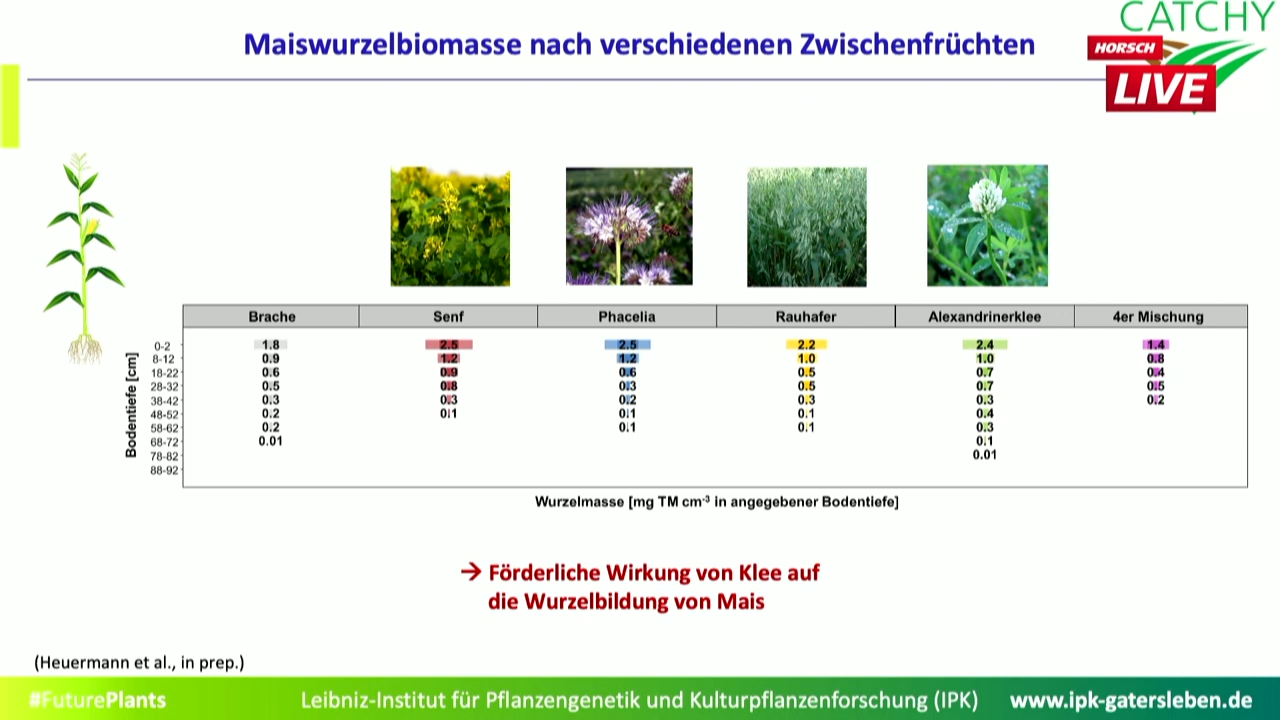 Maiswurzelbiomasse nach verschiedenen Zwischenfrüchten
CATCHY
HORSCH
LIVE
Brache Senf Phacelia Rauhafer Alexandrinerklee 4er Mischung
Bodentiefe [cm]
0-2 1.8 2.5 2.5 2.2 2.4 1.4
8-12 0.9 1.2 1.2 1.0 1.0 0.8
18-22 0.6 0.9 0.6 0.5 0.7 0.4
28-32 0.5 0.8 0.3 0.5 0.7 0.5
38-42 0.3 0.3 0.2 0.3 0.3 0.2
48-52 0.2 0.1 0.1 0.1 0.4
58-62 0.2 0.1 0.1 0.3
68-72 0.01 0.1
78-82 0.01
88-92
Wurzelmasse [mg TM cm⁻³ in angegebener Bodentiefe]
→ Förderliche Wirkung von Klee auf
die Wurzelbildung von Mais
(Heuermann et al., in prep.)
#FuturePlants Leibniz-Institut für Pflanzengenetik und Kulturpflanzenforschung (IPK) www.ipk-gatersleben.de